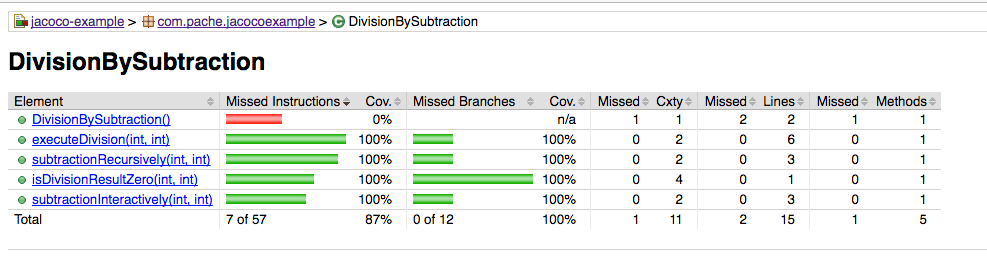 jacoco-example > com.pache.jacocoexample > DivisionBySubtraction
DivisionBySubtraction
Element Missed Instructions Cov. Missed Branches Cov. Missed Cxty Missed Lines Missed Methods
DivisionBySubtraction() 0% n/a 1 1 2 2 1 1
executeDivision(int, int) 100% 100% 0 2 0 6 0 1
subtractionRecursively(int, int) 100% 100% 0 2 0 3 0 1
isDivisionResultZero(int, int) 100% 100% 0 4 0 1 0 1
subtractionInteractively(int, int) 100% 100% 0 2 0 3 0 1
Total 7 of 57 87% 0 of 12 100% 1 11 2 15 1 5